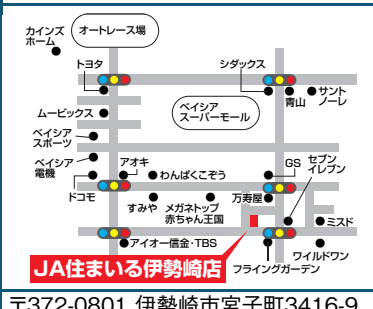 カインズ
ホーム
オートレース場
トヨタ
シダックス
青山
サント
ノーレ
ムービックス
ベイシア
スーパーモール
ベイシア
スポーツ
ベイシア
電機
アオキ
わんぱくこぞう
GS
セブン
イレブン
ドコモ
すみや
メガネトップ
赤ちゃん王国
万寿屋
ミスド
アイオー信金・TBS
ワイルドワン
JA住まいる伊勢崎店
フライングガーデン
〒372-0801 伊勢崎市宮子町3416-9